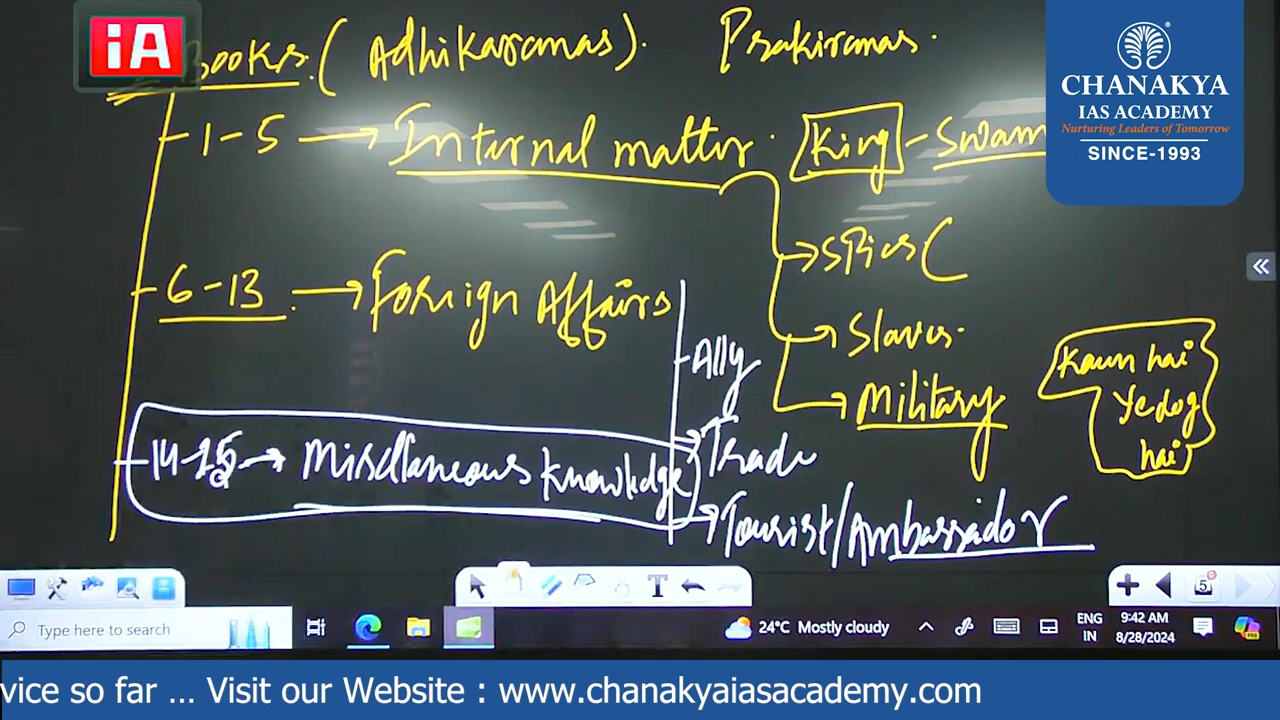 iA
Books. (Adhikaranas). Prakiranas.
1-5 → Internal matter. King - Swam
→ Spies (
6-13 → Foreign Affairs
→ Slaves.
Ally
→ Military
Kaun hai
Ye log
hai
14-15 → Miscellaneous Knowledge
→ Trade
→ Tourist/Ambassador
CHANAKYA
IAS ACADEMY
Nurturing Leaders of Tomorrow
SINCE-1993
T
5
Type here to search
24°C Mostly cloudy
ENG
IN
9:42 AM
8/28/2024
vice so far ... Visit our Website : www.chanakyaiasacademy.com